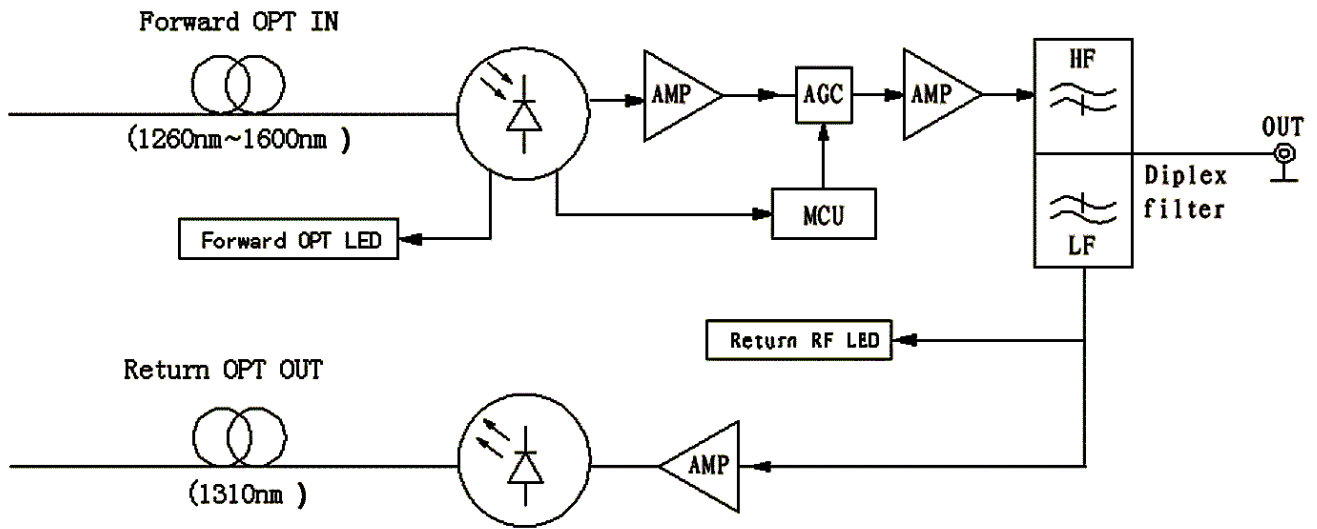 Forward OPT IN
(1260nm~1600nm )
AMP
AGC
AMP
HF
OUT
Diplex
filter
MCU
Forward OPT LED
LF
Return RF LED
Return OPT OUT
AMP
(1310nm )